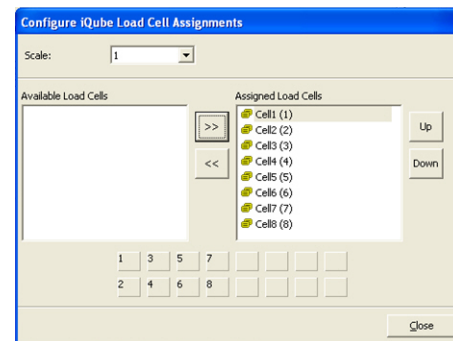 Configure iQube Load Cell Assignments
Scale: 1
Available Load Cells
Assigned Load Cells
>>
<<
Cell1 (1)
Cell2 (2)
Cell3 (3)
Cell4 (4)
Cell5 (5)
Cell6 (6)
Cell7 (7)
Cell8 (8)
Up
Down
1 3 5 7
2 4 6 8
Close